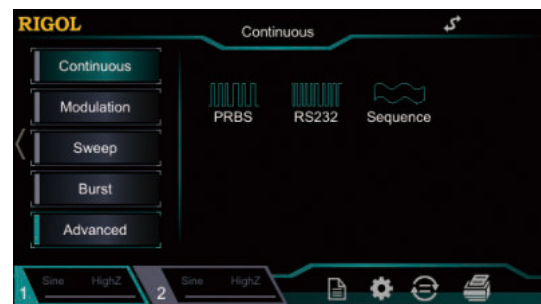 RIGOL
Continuous
Continuous
Modulation
Sweep
Burst
Advanced
PRBS
RS232
Sequence
1
Sine
HighZ
2
Sine
HighZ